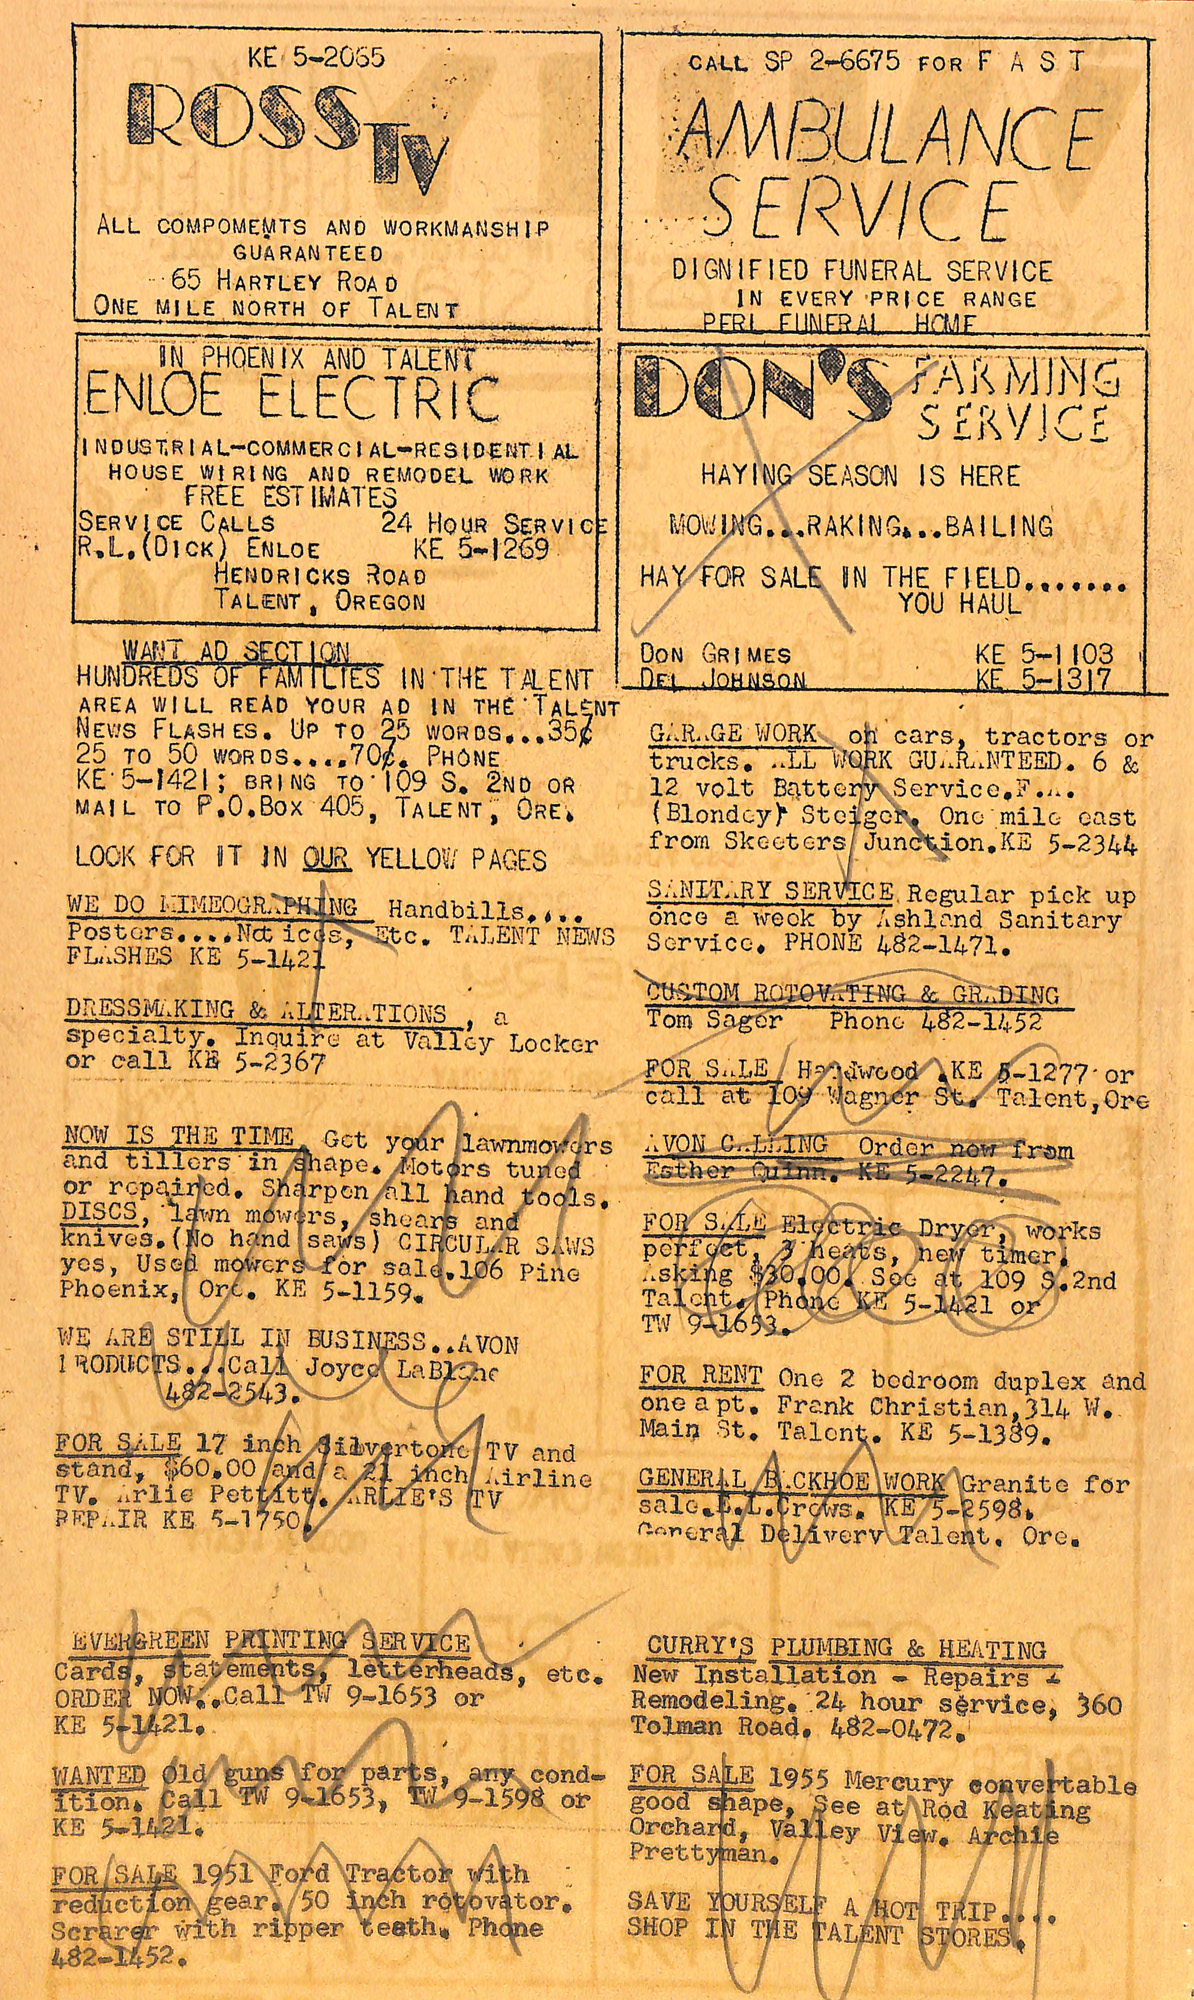 KE 5-2065
ROSS TV
ALL COMPOMEMTS AND WORKMANSHIP
GUARANTEED
65 HARTLEY ROAD
ONE MILE NORTH OF TALENT
CALL SP 2-6675 FOR F A S T
AMBULANCE
SERVICE
DIGNIFIED FUNERAL SERVICE
IN EVERY PRICE RANGE
PERL FUNERAL HOME
IN PHOENIX AND TALENT
ENLOE ELECTRIC
INDUSTRIAL-COMMERCIAL-RESIDENTIAL
HOUSE WIRING AND REMODEL WORK
FREE ESTIMATES
SERVICE CALLS 24 HOUR SERVICE
R.L.(DICK) ENLOE KE 5-1269
HENDRICKS ROAD
TALENT, OREGON
DON'S FARMING
SERVICE
HAYING SEASON IS HERE
MOWING...RAKING...BAILING
HAY FOR SALE IN THE FIELD.......
YOU HAUL
DON GRIMES KE 5-1103
DEL JOHNSON KE 5-1317
WANT AD SECTION
HUNDREDS OF FAMILIES IN THE TALENT
AREA WILL READ YOUR AD IN THE TALENT
NEWS FLASHES. UP TO 25 WORDS...35¢
25 TO 50 WORDS....70¢. PHONE
KE 5-1421; BRING TO 109 S. 2ND OR
MAIL TO P.O.BOX 405, TALENT, ORE.
LOOK FOR IT IN OUR YELLOW PAGES
WE DO MIMEOGRAPHING Handbills....
Posters....Notices, Etc. TALENT NEWS
FLASHES KE 5-1421
DRESSMAKING & ALTERATIONS , a
specialty. Inquire at Valley Locker
or call KE 5-2367
NOW IS THE TIME Get your lawnmowers
and tillers in shape. Motors tuned
or repaired. Sharpen all hand tools.
DISCS, lawn mowers, shears and
knives.(No hand saws) CIRCULAR SAWS
yes, Used mowers for sale.106 Pine
Phoenix, Ore. KE 5-1159.
WE ARE STILL IN BUSINESS..AVON
PRODUCTS...Call Joyce LaBlanc
482-2543.
FOR SALE 17 inch Silvertone TV and
stand, $60.00 and a 21 inch Airline
TV. Arlie Pettitt. ARLIE'S TV
REPAIR KE 5-1750.
EVERGREEN PRINTING SERVICE
Cards, statements, letterheads, etc.
ORDER NOW..Call TW 9-1653 or
KE 5-1421.
WANTED Old guns for parts, any cond-
ition. Call TW 9-1653, TW 9-1598 or
KE 5-1421.
FOR SALE 1951 Ford Tractor with
reduction gear. 50 inch rotovator.
Scrarer with ripper teeth. Phone
482-1452.
GARAGE WORK on cars, tractors or
trucks. ALL WORK GUARANTEED. 6 &
12 volt Battery Service.F.A.
(Blondey) Steiger. One mile east
from Skeeters Junction.KE 5-2344
SANITARY SERVICE Regular pick up
once a week by Ashland Sanitary
Service. PHONE 482-1471.
CUSTOM ROTOVATING & GRADING
Tom Sager Phone 482-1452
FOR SALE Hardwood .KE 5-1277 or
call at 109 Wagner St. Talent,Ore
AVON CALLING Order now from
Esther Quinn. KE 5-2247.
FOR SALE Electric Dryer, works
perfect, 3 heats, new timer.
Asking $30.00. See at 109 S.2nd
Talent. Phone KE 5-1421 or
TW 9-1653.
FOR RENT One 2 bedroom duplex and
one apt. Frank Christian,314 W.
Main St. Talent. KE 5-1389.
GENERAL BACKHOE WORK Granite for
sale.E.L.Crews. KE 5-2598.
General Delivery Talent. Ore.
CURRY'S PLUMBING & HEATING
New Installation - Repairs -
Remodeling. 24 hour service, 360
Tolman Road. 482-0472.
FOR SALE 1955 Mercury convertable
good shape, See at Rod Keating
Orchard, Valley View. Archie
Prettyman.
SAVE YOURSELF A HOT TRIP....
SHOP IN THE TALENT STORES.